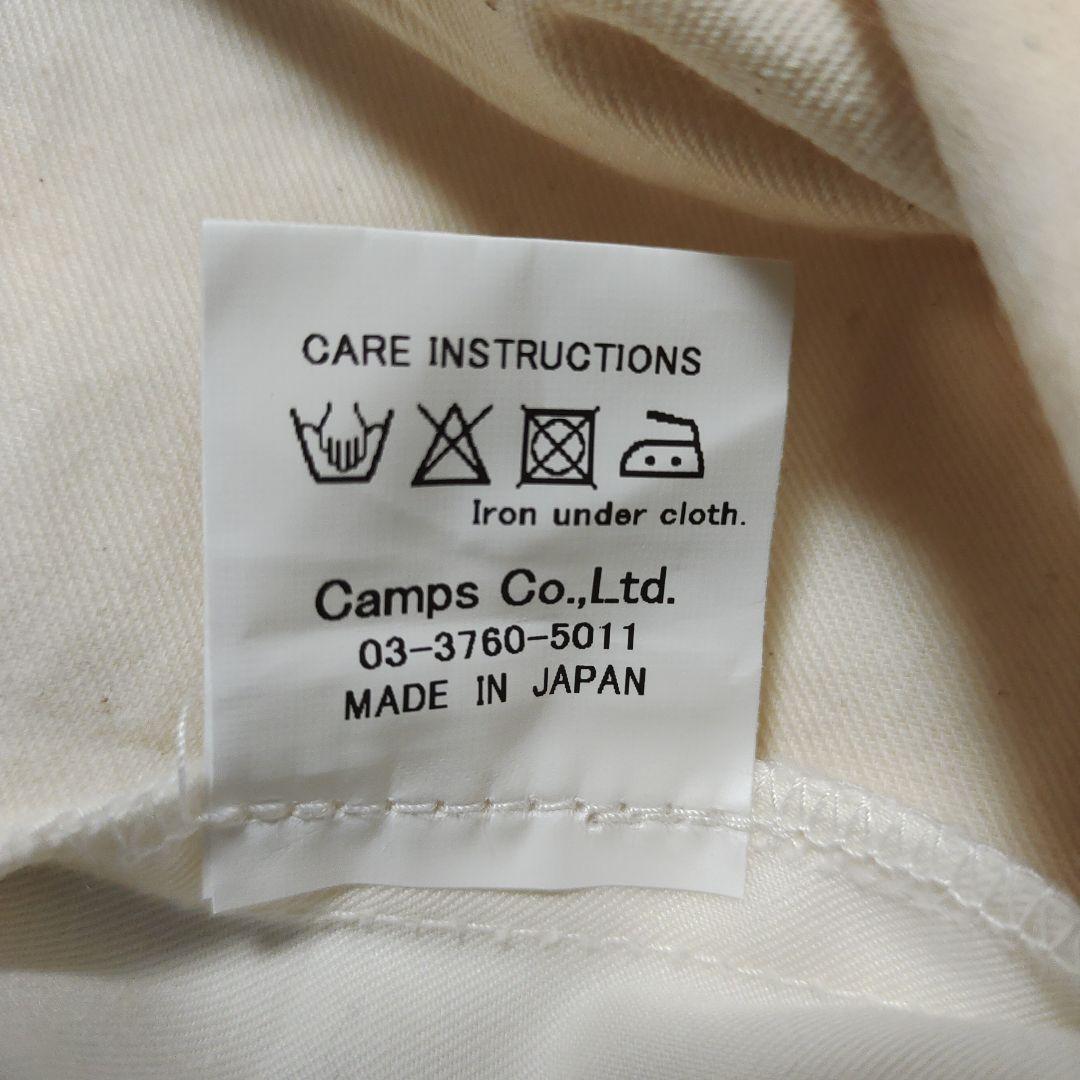 CARE INSTRUCTIONS
Iron under cloth.
Camps Co.,Ltd.
03-3760-5011
MADE IN JAPAN